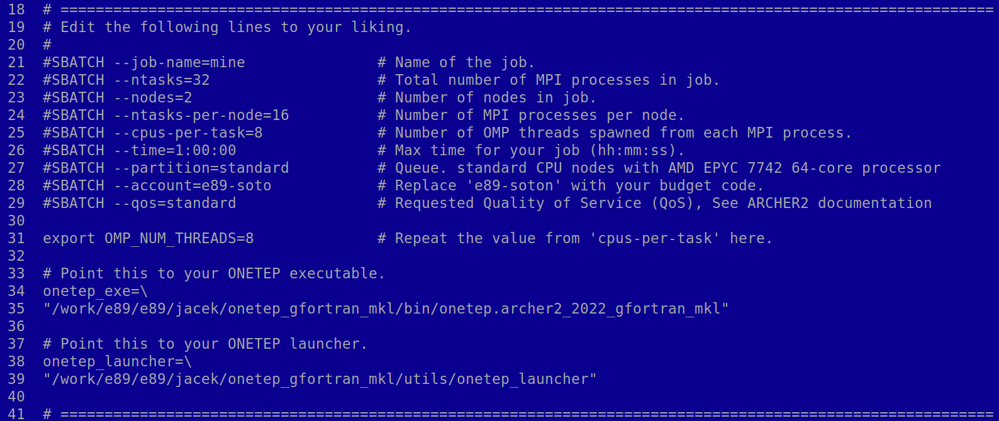 18 # ==========================================================================================================
19 # Edit the following lines to your liking.
20 #
21 #SBATCH --job-name=mine               # Name of the job.
22 #SBATCH --ntasks=32                   # Total number of MPI processes in job.
23 #SBATCH --nodes=2                     # Number of nodes in job.
24 #SBATCH --ntasks-per-node=16          # Number of MPI processes per node.
25 #SBATCH --cpus-per-task=8             # Number of OMP threads spawned from each MPI process.
26 #SBATCH --time=1:00:00                # Max time for your job (hh:mm:ss).
27 #SBATCH --partition=standard          # Queue. standard CPU nodes with AMD EPYC 7742 64-core processor
28 #SBATCH --account=e89-soto            # Replace 'e89-soton' with your budget code.
29 #SBATCH --qos=standard                # Requested Quality of Service (QoS), See ARCHER2 documentation
30
31 export OMP_NUM_THREADS=8              # Repeat the value from 'cpus-per-task' here.
32
33 # Point this to your ONETEP executable.
34 onetep_exe=\
35 "/work/e89/e89/jacek/onetep_gfortran_mkl/bin/onetep.archer2_2022_gfortran_mkl"
36
37 # Point this to your ONETEP launcher.
38 onetep_launcher=\
39 "/work/e89/e89/jacek/onetep_gfortran_mkl/utils/onetep_launcher"
40
41 # ==========================================================================================================